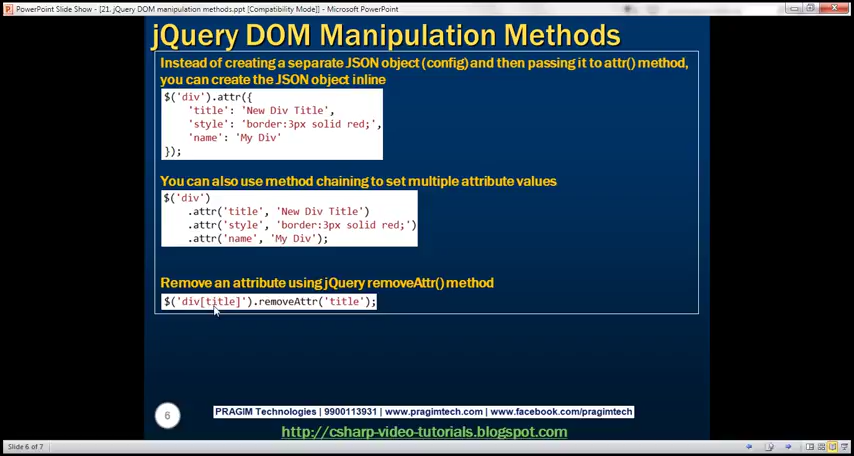 PowerPoint Slide Show - [21. jQuery DOM manipulation methods.ppt [Compatibility Mode]] - Microsoft PowerPoint
jQuery DOM Manipulation Methods
Instead of creating a separate JSON object (config) and then passing it to attr() method,
you can create the JSON object inline
$('div').attr({
'title': 'New Div Title',
'style': 'border:3px solid red;',
'name': 'My Div'
});
You can also use method chaining to set multiple attribute values
$('div')
.attr('title', 'New Div Title')
.attr('style', 'border:3px solid red;')
.attr('name', 'My Div');
Remove an attribute using jQuery removeAttr() method
$('div[title]').removeAttr('title');
6
PRAGIM Technologies | 9900113931 | www.pragimtech.com | www.facebook.com/pragimtech
http://csharp-video-tutorials.blogspot.com
Slide 6 of 7